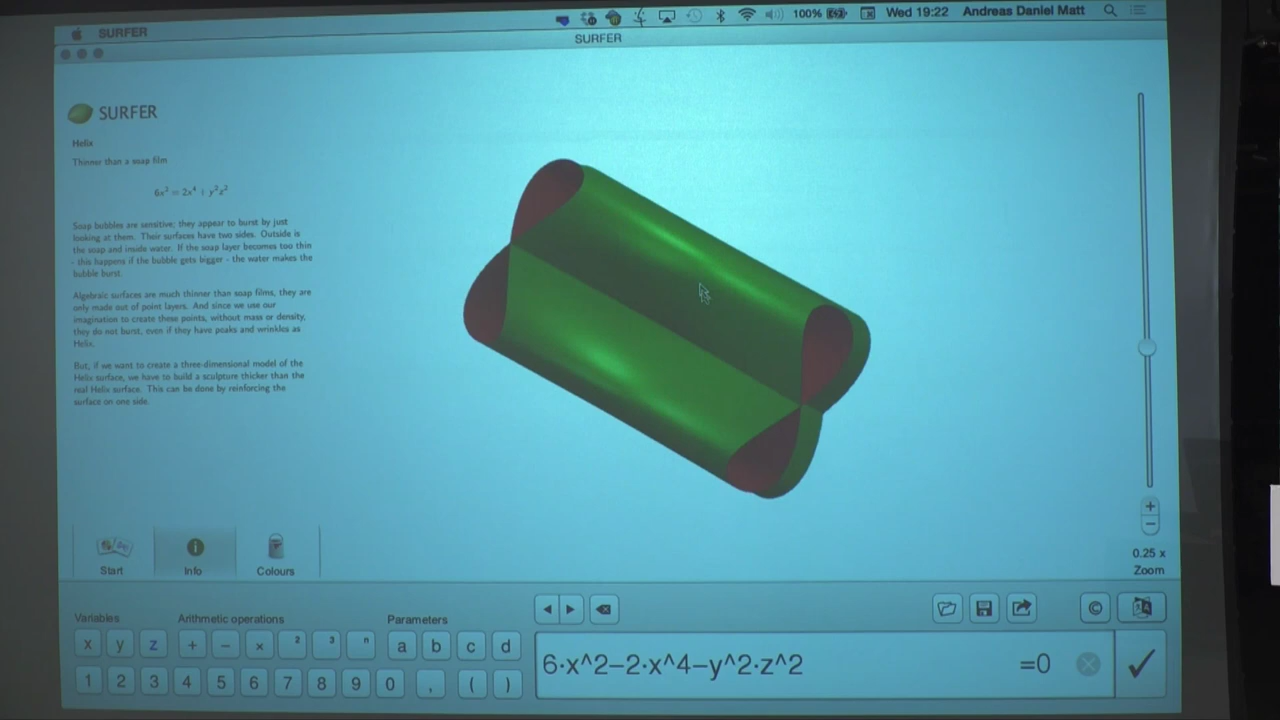 SURFER
100%
Wed 19:22
Andreas Daniel Matt
SURFER
SURFER
Helix
Thinner than a soap film
6x² = 2x⁴ + y²z²
Soap bubbles are sensitive; they appear to burst by just
looking at them. Their surfaces have two sides. Outside is
the soap and inside water. If the soap layer becomes too thin
- this happens if the bubble gets bigger - the water makes the
bubble burst.
Algebraic surfaces are much thinner than soap films, they are
only made out of point layers. And since we use our
imagination to create these points, without mass or density,
they do not burst, even if they have peaks and wrinkles as
Helix.
But, if we want to create a three-dimensional model of the
Helix surface, we have to build a sculpture thicker than the
real Helix surface. This can be done by reinforcing the
surface on one side.
+
−
0.25 x
Zoom
Start
Info
Colours
Variables
Arithmetic operations
Parameters
x y z + − × 2 3 n a b c d
1 2 3 4 5 6 7 8 9 0 , ( )
©
6·x^2−2·x^4−y^2·z^2 =0